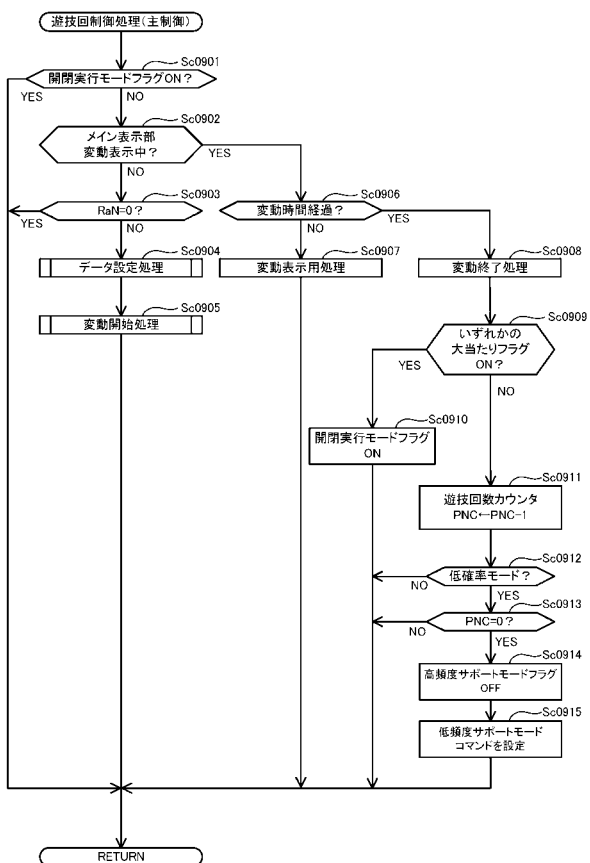 遊技回制御処理(主制御)
Sc0901
開閉実行モードフラグON？
YES
NO
Sc0902
メイン表示部
変動表示中？
YES
NO
Sc0903
RaN=0？
YES
NO
Sc0904
データ設定処理
Sc0905
変動開始処理
Sc0906
変動時間経過？
YES
NO
Sc0907
変動表示用処理
Sc0908
変動終了処理
Sc0909
いずれかの
大当たりフラグ
ON？
YES
NO
Sc0910
開閉実行モードフラグ
ON
Sc0911
遊技回数カウンタ
PNC←PNC-1
Sc0912
低確率モード？
NO
YES
Sc0913
PNC=0？
NO
YES
Sc0914
高頻度サポートモードフラグ
OFF
Sc0915
低頻度サポートモード
コマンドを設定
RETURN